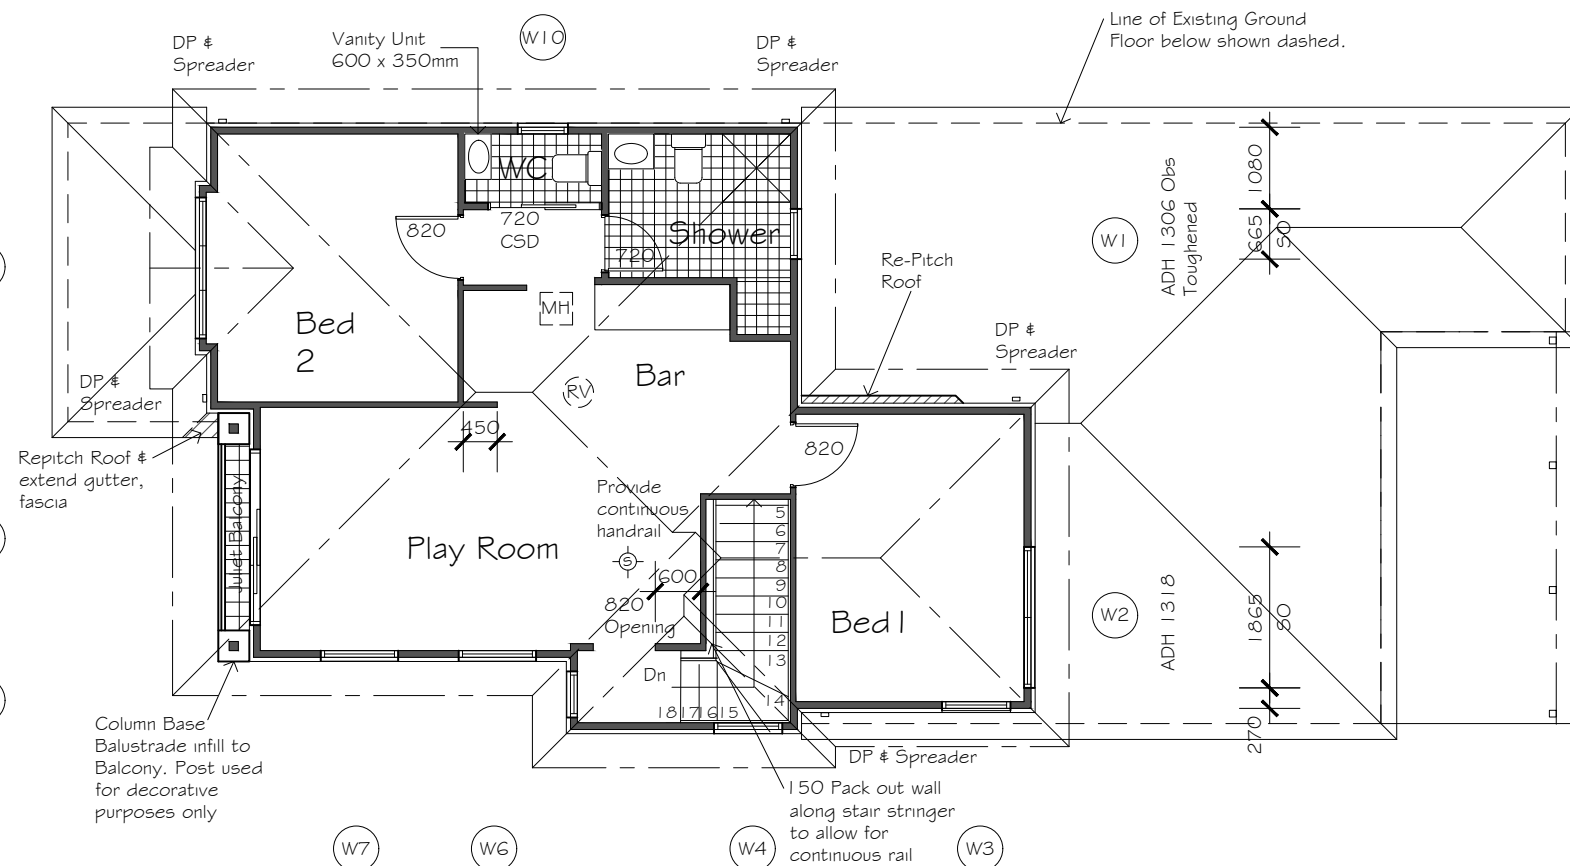 Line of Existing Ground
Floor below shown dashed.
DP &
Spreader
Vanity Unit
600 x 350mm
W10
DP &
Spreader
WC
820
720
CSD
720
Shower
W1
ADH 1306 Obs
Toughened
1080
665
50
Re-Pitch
Roof
MH
Bed
2
DP &
Spreader
Bar
RV
DP &
Spreader
450
820
Repitch Roof &
extend gutter,
fascia
Juliet Balcony
Provide
continuous
handrail
Play Room
S
600
820
Opening
5
6
7
8
9
10
11
12
13
14
18 17 16 15
Dn
Bed 1
W2
ADH 1318
1865
50
270
Column Base
Balustrade infill to
Balcony. Post used
for decorative
purposes only
DP & Spreader
150 Pack out wall
along stair stringer
to allow for
continuous rail
W7
W6
W4
W3